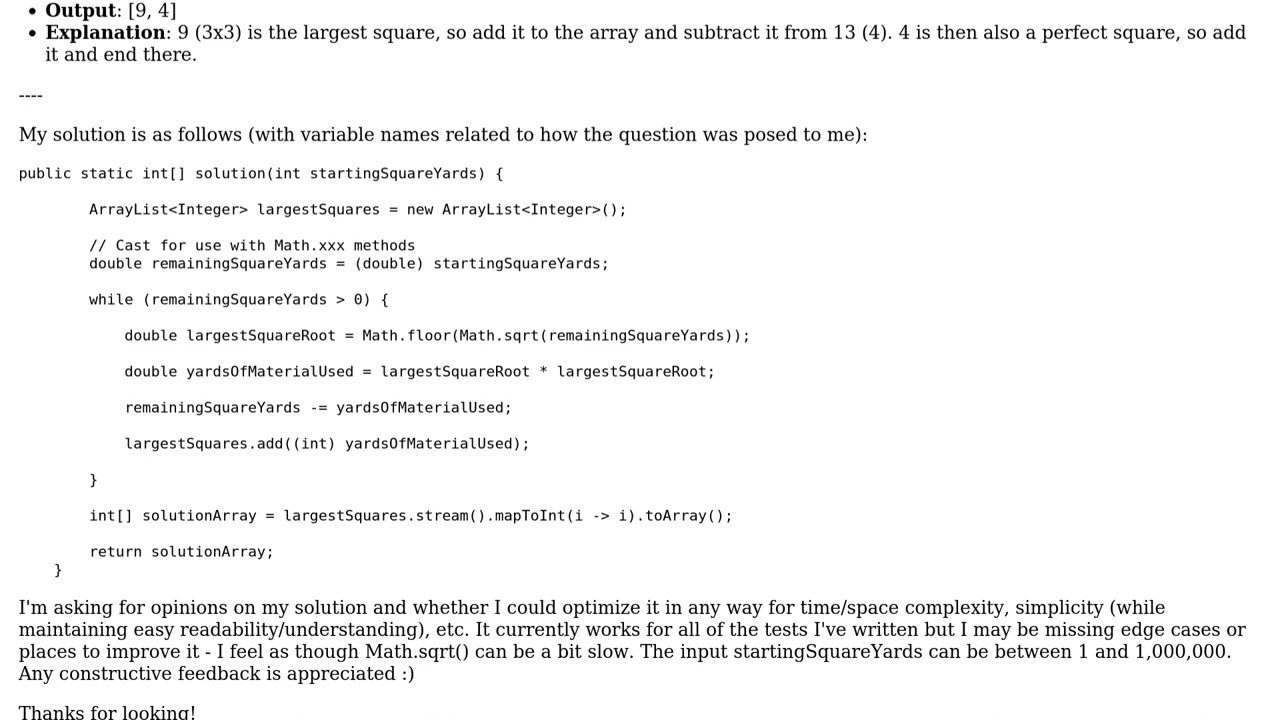 • Output: [9, 4]
• Explanation: 9 (3x3) is the largest square, so add it to the array and subtract it from 13 (4). 4 is then also a perfect square, so add
it and end there.
----
My solution is as follows (with variable names related to how the question was posed to me):
public static int[] solution(int startingSquareYards) {
ArrayList<Integer> largestSquares = new ArrayList<Integer>();
// Cast for use with Math.xxx methods
double remainingSquareYards = (double) startingSquareYards;
while (remainingSquareYards > 0) {
double largestSquareRoot = Math.floor(Math.sqrt(remainingSquareYards));
double yardsOfMaterialUsed = largestSquareRoot * largestSquareRoot;
remainingSquareYards -= yardsOfMaterialUsed;
largestSquares.add((int) yardsOfMaterialUsed);
}
int[] solutionArray = largestSquares.stream().mapToInt(i -> i).toArray();
return solutionArray;
}
I'm asking for opinions on my solution and whether I could optimize it in any way for time/space complexity, simplicity (while
maintaining easy readability/understanding), etc. It currently works for all of the tests I've written but I may be missing edge cases or
places to improve it - I feel as though Math.sqrt() can be a bit slow. The input startingSquareYards can be between 1 and 1,000,000.
Any constructive feedback is appreciated :)
Thanks for looking!